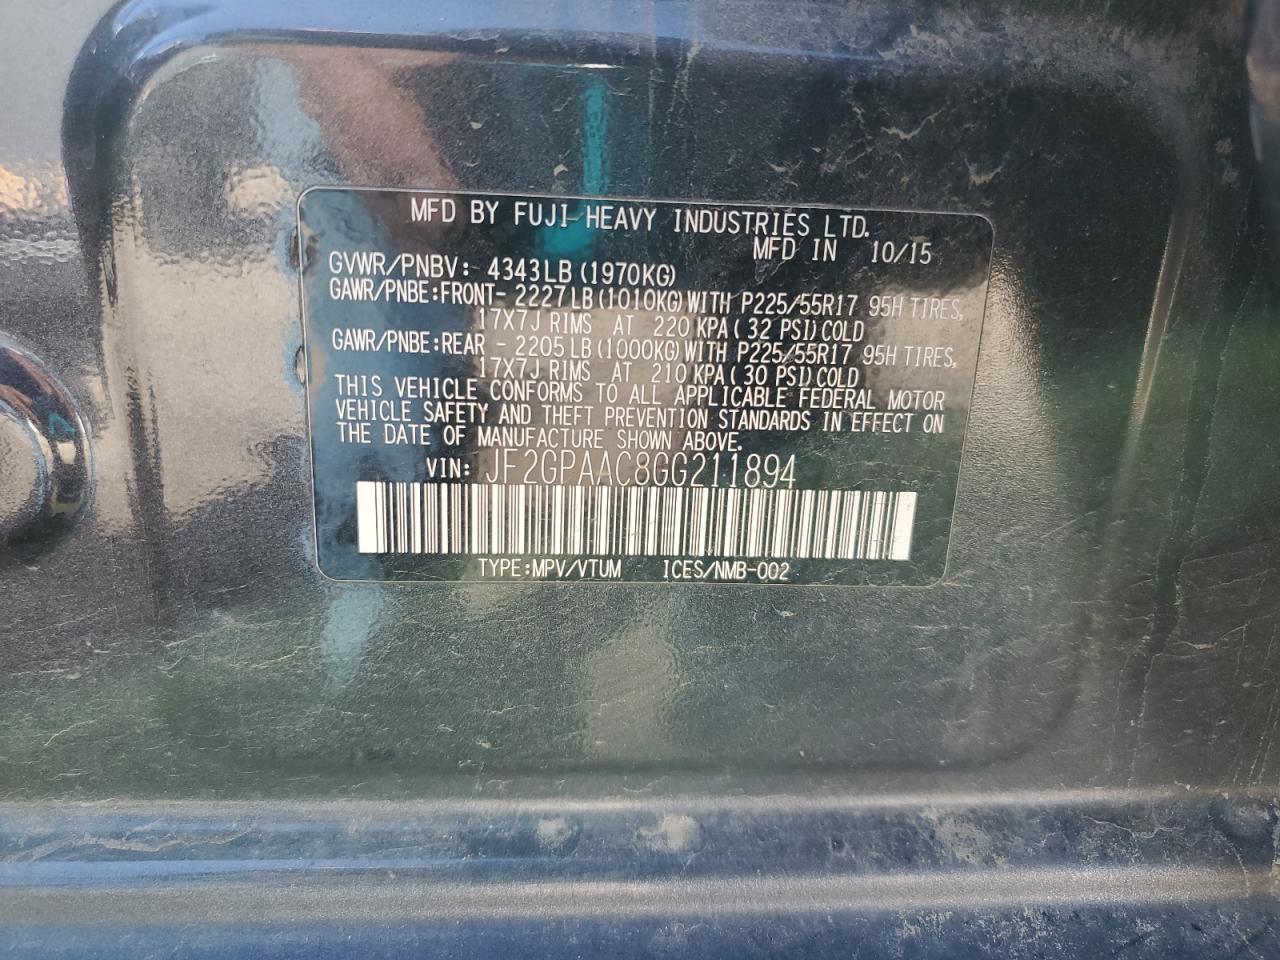 MFD BY FUJI HEAVY INDUSTRIES LTD.
MFD IN 10/15
GVWR/PNBV: 4343LB (1970KG)
GAWR/PNBE:FRONT- 2227LB (1010KG) WITH P225/55R17 95H TIRES,
17X7J RIMS AT 220 KPA (32 PSI) COLD
GAWR/PNBE:REAR - 2205LB (1000KG) WITH P225/55R17 95H TIRES,
17X7J RIMS AT 210 KPA (30 PSI) COLD
THIS VEHICLE CONFORMS TO ALL APPLICABLE FEDERAL MOTOR
VEHICLE SAFETY AND THEFT PREVENTION STANDARDS IN EFFECT ON
THE DATE OF MANUFACTURE SHOWN ABOVE.
VIN: JF2GPAAC8GG211894
TYPE:MPV/VTUM ICES/NMB-002